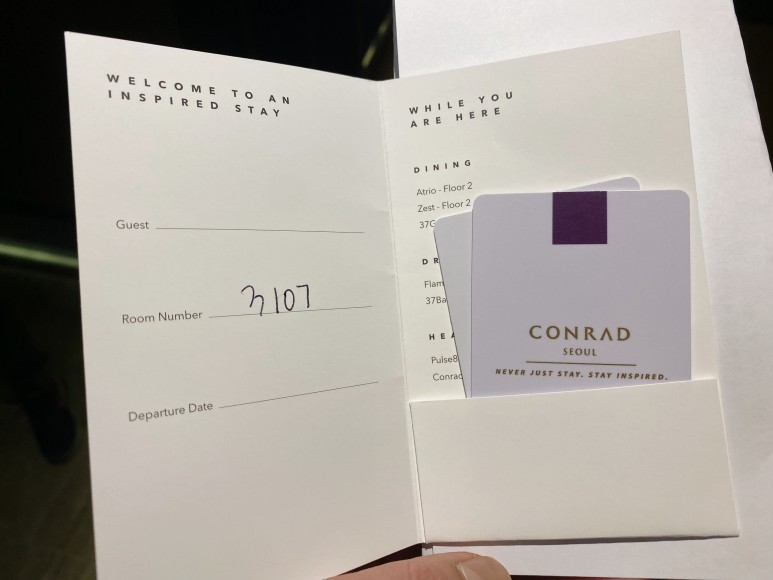 WELCOME TO AN
INSPIRED STAY
Guest
Room Number 3107
Departure Date
WHILE YOU
ARE HERE
DINING
Atrio - Floor 2
Zest - Floor 2
CONRAD
SEOUL
NEVER JUST STAY. STAY INSPIRED.